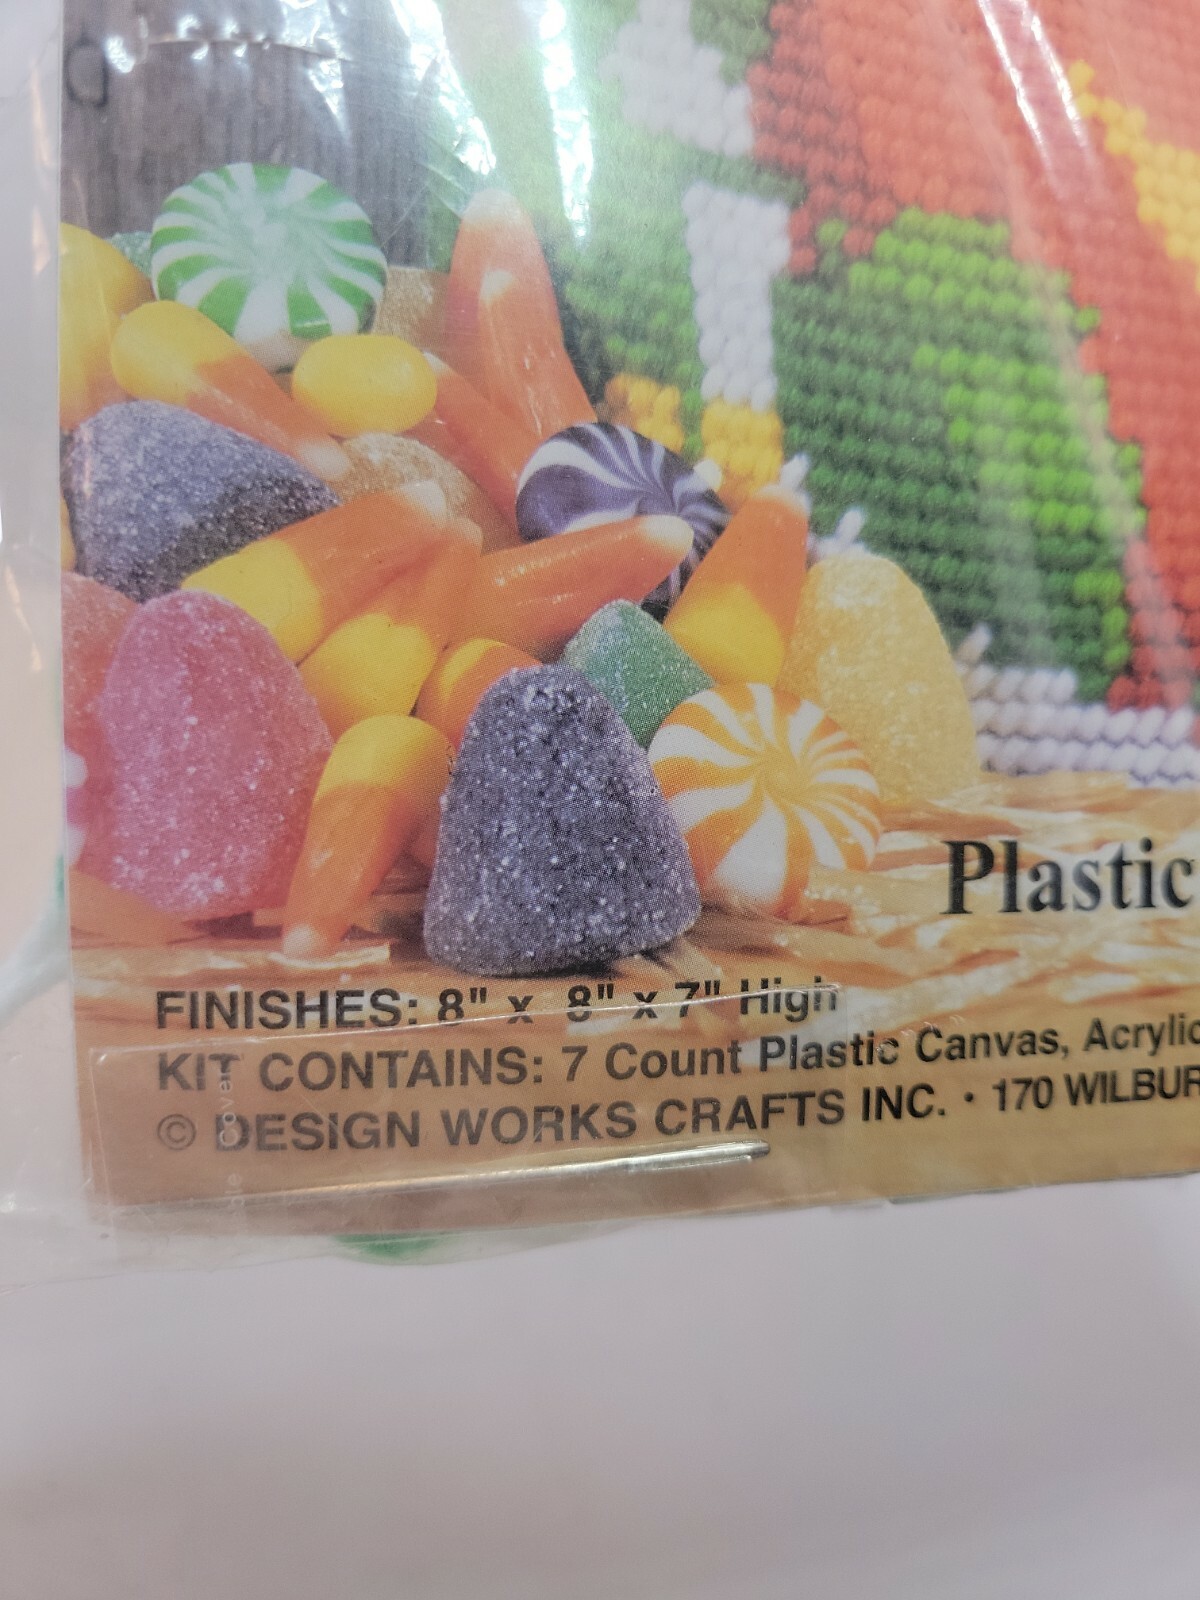 Plastic
FINISHES: 8" x 8" x 7" High
KIT CONTAINS: 7 Count Plastic Canvas, Acrylic
© DESIGN WORKS CRAFTS INC. • 170 WILBUR
Cover